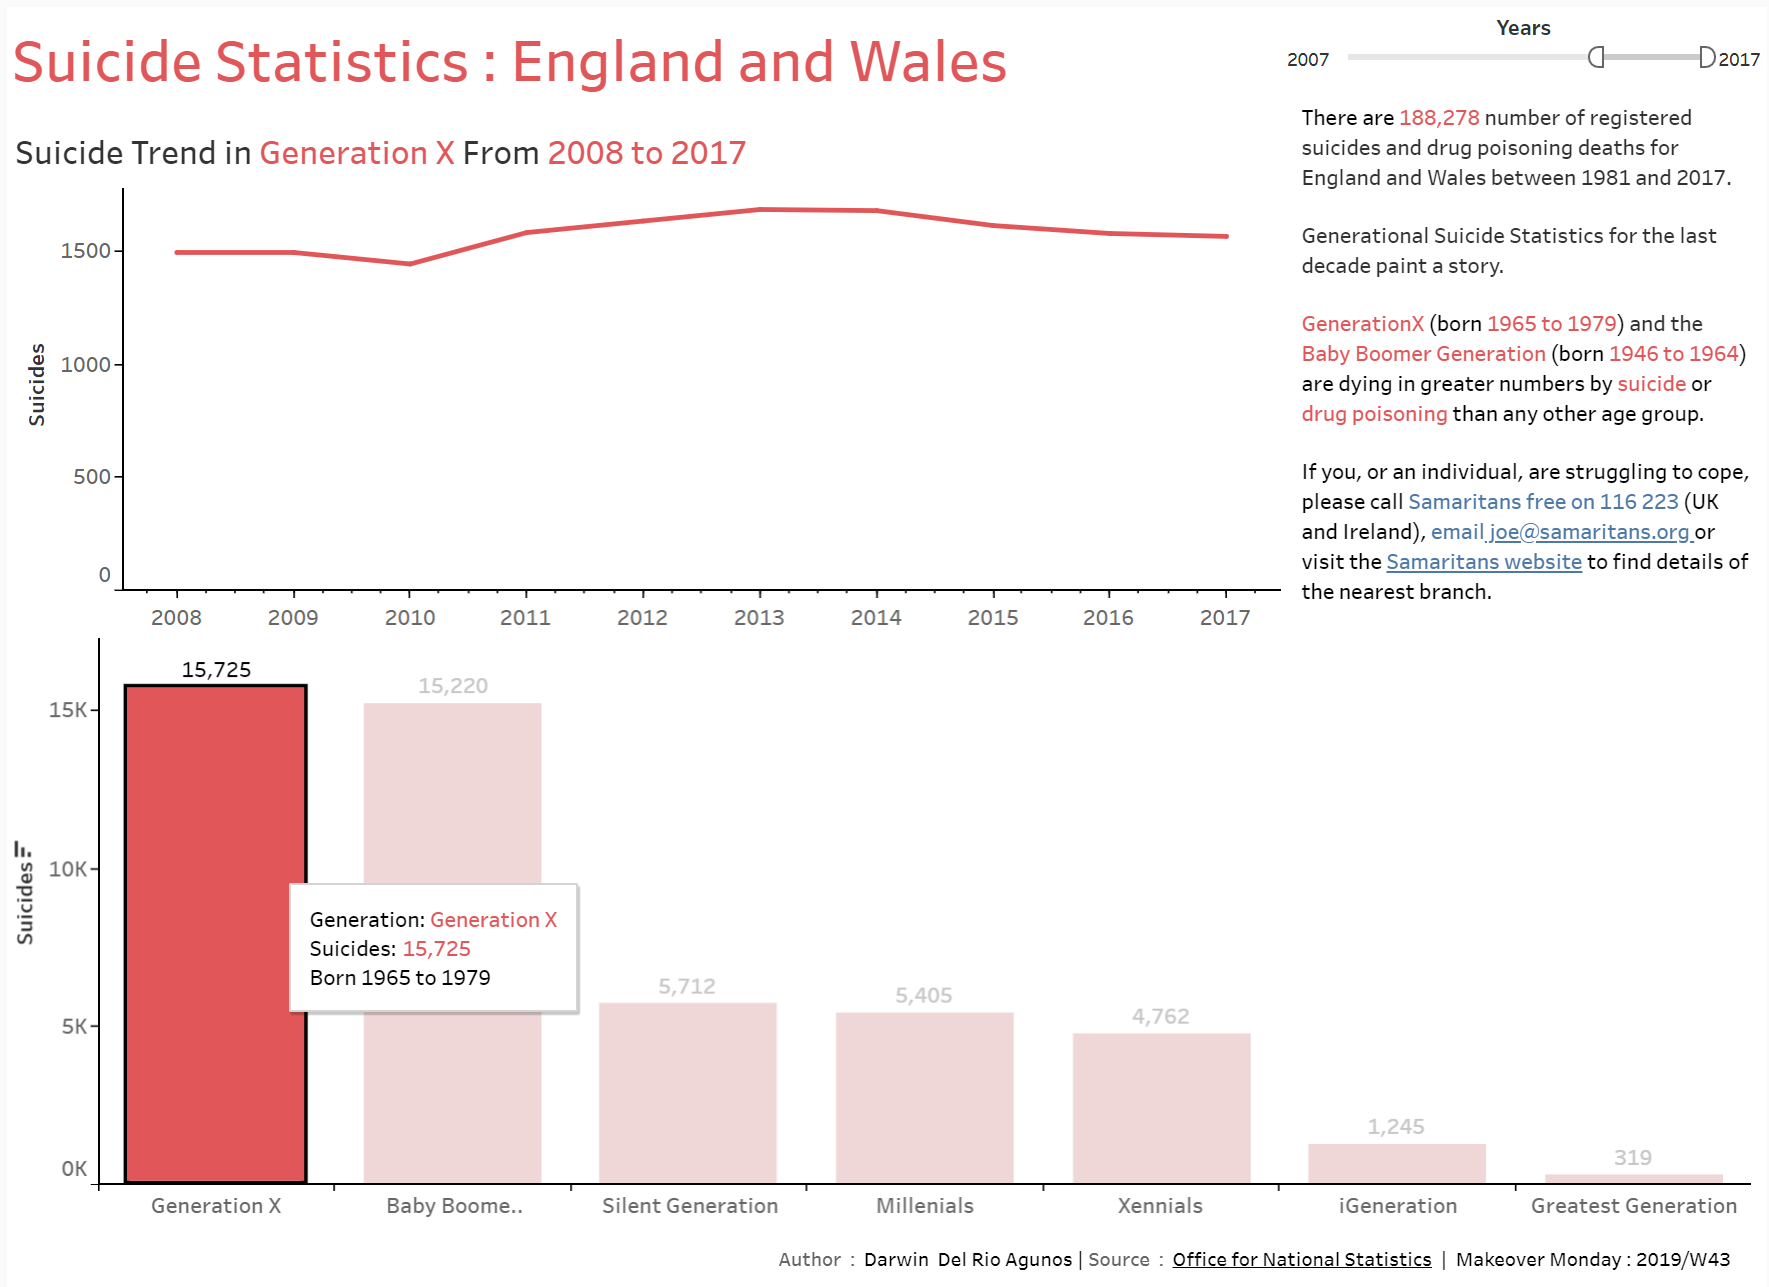 Suicide Statistics : England and Wales
Years
2007
2017
Suicide Trend in Generation X From 2008 to 2017
1500
1000
500
0
Suicides
2008
2009
2010
2011
2012
2013
2014
2015
2016
2017
There are 188,278 number of registered
suicides and drug poisoning deaths for
England and Wales between 1981 and 2017.
Generational Suicide Statistics for the last
decade paint a story.
GenerationX (born 1965 to 1979) and the
Baby Boomer Generation (born 1946 to 1964)
are dying in greater numbers by suicide or
drug poisoning than any other age group.
If you, or an individual, are struggling to cope,
please call Samaritans free on 116 223 (UK
and Ireland), email joe@samaritans.org or
visit the Samaritans website to find details of
the nearest branch.
15K
10K
5K
0K
Suicides
15,725
15,220
5,712
5,405
4,762
1,245
319
Generation: Generation X
Suicides: 15,725
Born 1965 to 1979
Generation X
Baby Boome..
Silent Generation
Millenials
Xennials
iGeneration
Greatest Generation
Author : Darwin Del Rio Agunos | Source : Office for National Statistics | Makeover Monday : 2019/W43